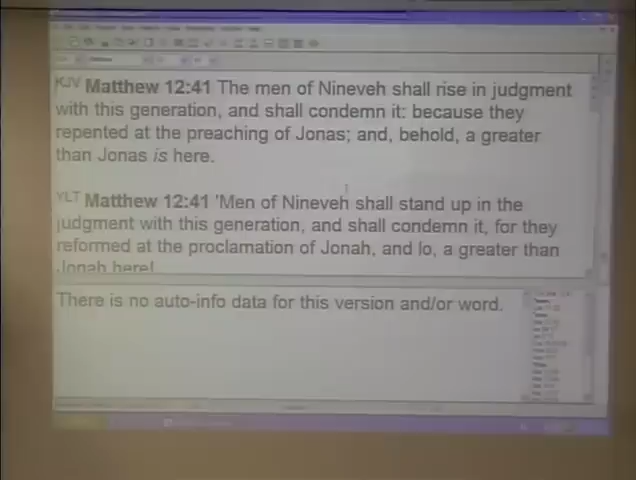 KJV Matthew 12:41 The men of Nineveh shall rise in judgment
with this generation, and shall condemn it: because they
repented at the preaching of Jonas; and, behold, a greater
than Jonas is here.
YLT Matthew 12:41 'Men of Nineveh shall stand up in the
judgment with this generation, and shall condemn it, for they
reformed at the proclamation of Jonah, and lo, a greater than
Jonah here!
There is no auto-info data for this version and/or word.